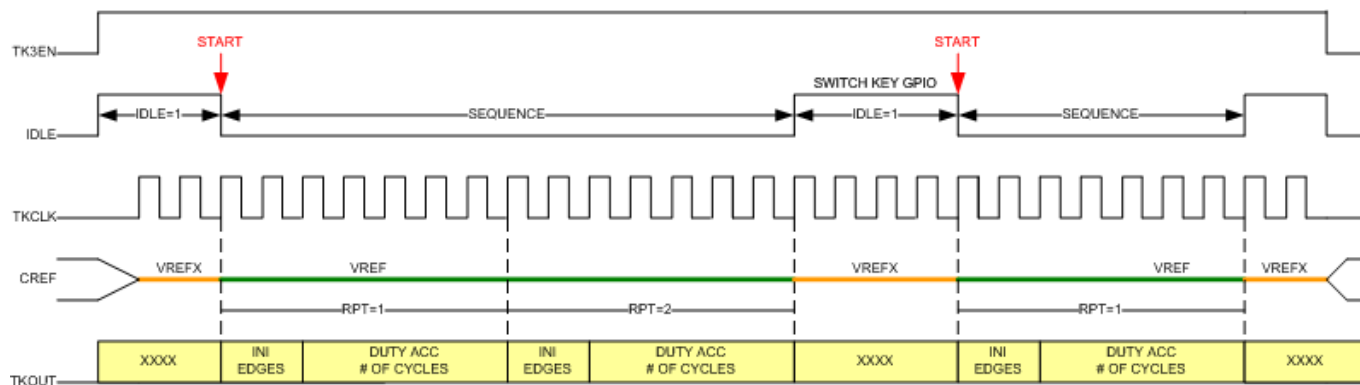 TK3EN
START
START
SWITCH KEY GPIO
IDLE=1
SEQUENCE
IDLE=1
SEQUENCE
IDLE
TKCLK
VREFX
VREF
VREFX
VREF
VREFX
CREF
RPT=1
RPT=2
RPT=1
XXXX
INI
EDGES
DUTY ACC
# OF CYCLES
INI
EDGES
DUTY ACC
# OF CYCLES
XXXX
INI
EDGES
DUTY ACC
# OF CYCLES
XXXX
TKOUT